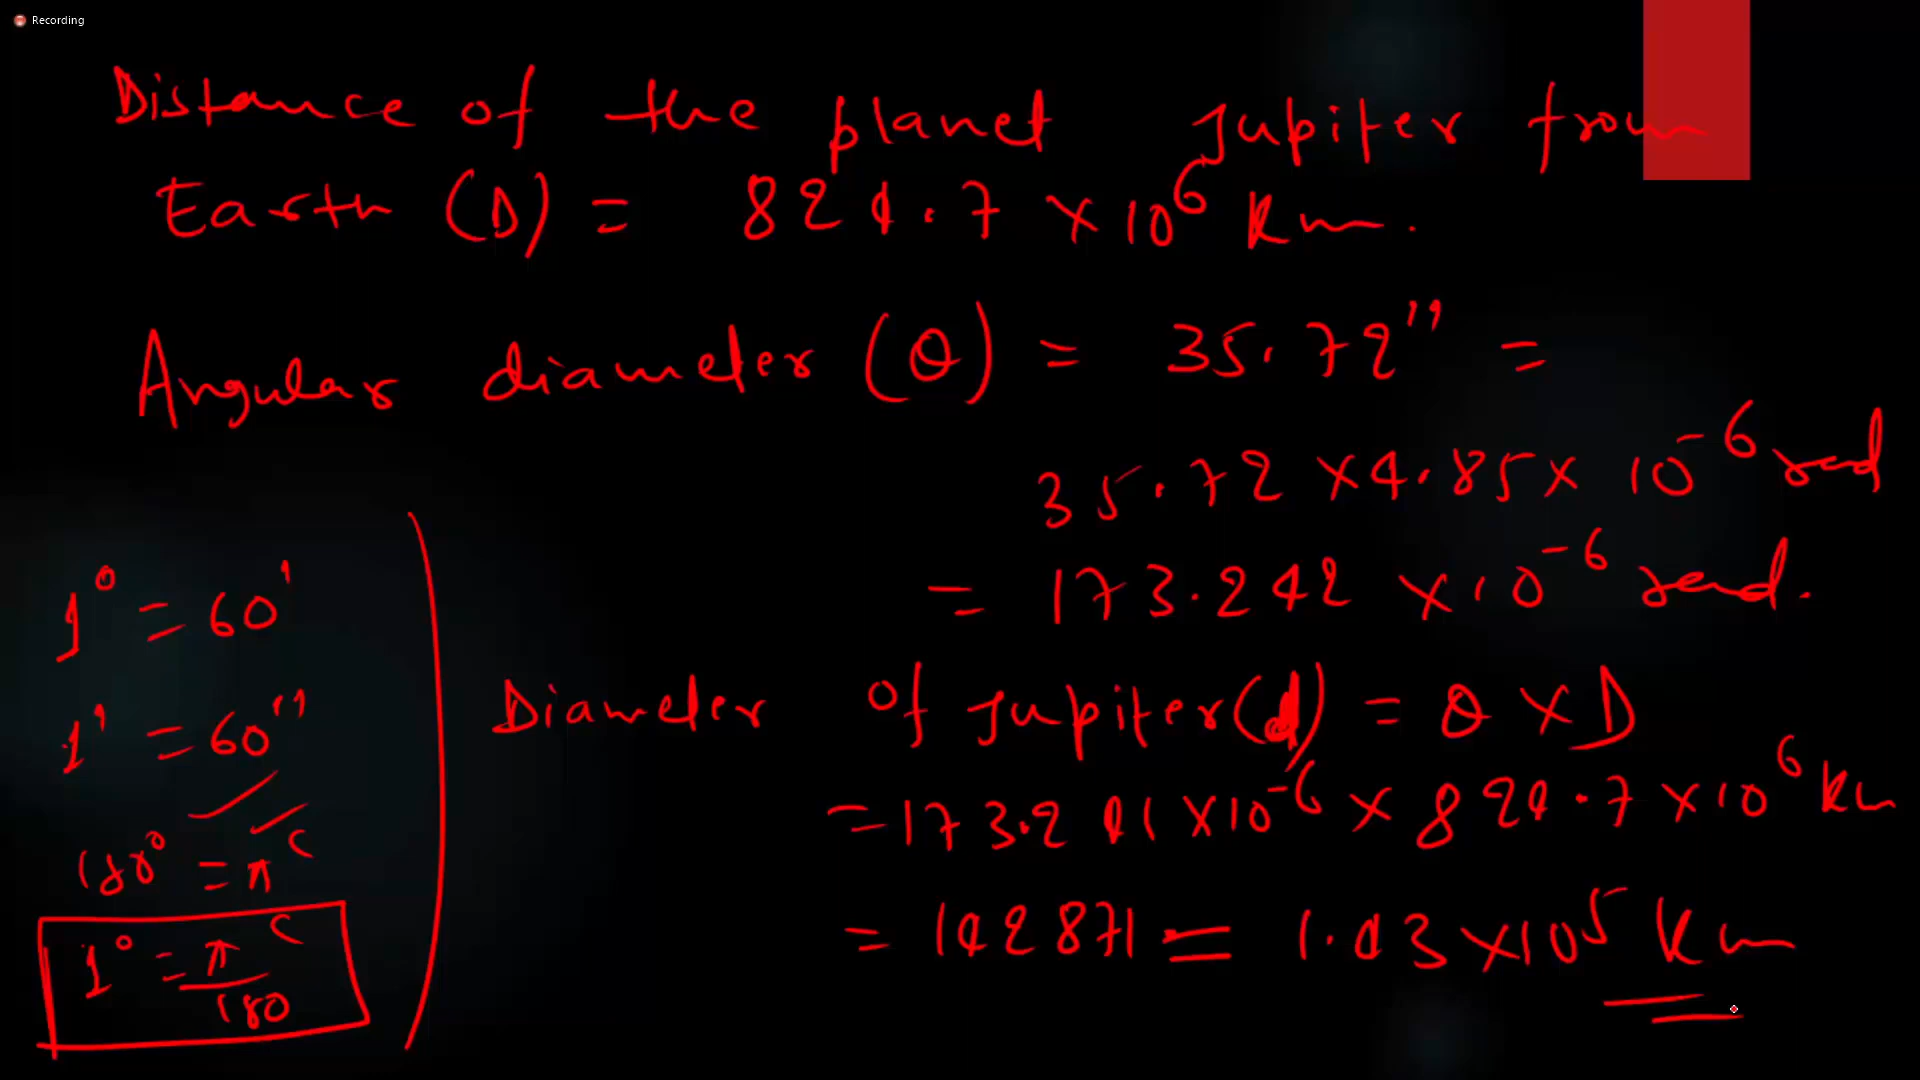 Recording
Distance of the planet Jupiter from
Earth (D) = 824.7 × 10⁶ km.
Angular diameter (θ) = 35.72" =
35.72 × 4.85 × 10⁻⁶ rad
= 173.242 × 10⁻⁶ rad.
Diameter of Jupiter (d) = θ × D
= 173.241 × 10⁻⁶ × 824.7 × 10⁶ km
= 142871 = 1.43 × 10⁵ km
1° = 60'
1' = 60"
180° = πᶜ
1° = πᶜ/180